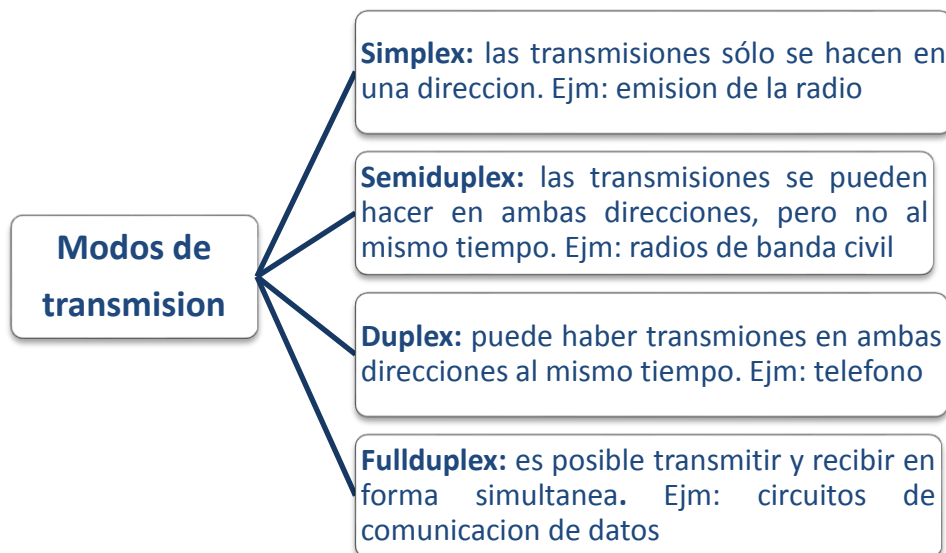 Simplex: las transmisiones sólo se hacen en
una direccion. Ejm: emision de la radio
Semiduplex: las transmisiones se pueden
hacer en ambas direcciones, pero no al
mismo tiempo. Ejm: radios de banda civil
Modos de
transmision
Duplex: puede haber transmiones en ambas
direcciones al mismo tiempo. Ejm: telefono
Fullduplex: es posible transmitir y recibir en
forma simultanea. Ejm: circuitos de
comunicacion de datos